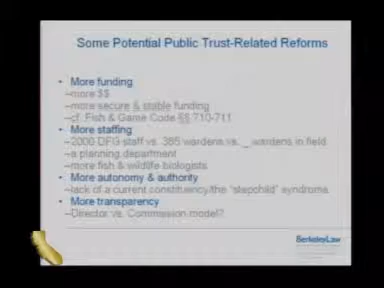 Some Potential Public Trust-Related Reforms
• More funding
–more $$
–more secure & stable funding
–cf. Fish & Game Code §§ 710-711
• More staffing
–2000 DFG staff vs. 385 wardens vs. _ wardens in field
–a planning department
–more fish & wildlife biologists
• More autonomy & authority
–lack of a current constituency/the "stepchild" syndrome
• More transparency
–Director vs. Commission model?
BerkeleyLaw